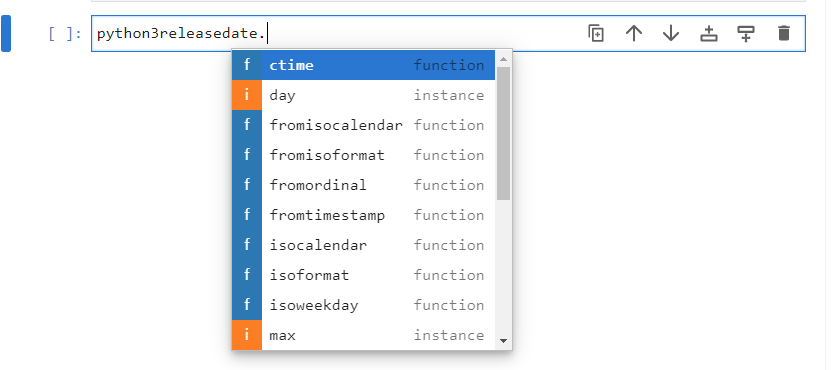 [ ]: python3releasedate.
f ctime function
i day instance
f fromisocalendar function
f fromisoformat function
f fromordinal function
f fromtimestamp function
f isocalendar function
f isoformat function
f isoweekday function
i max instance